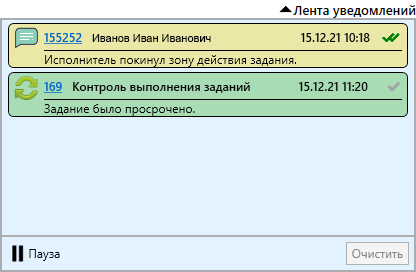 Лента уведомлений
155252 Иванов Иван Иванович 15.12.21 10:18
Исполнитель покинул зону действия задания.
169 Контроль выполнения заданий 15.12.21 11:20
Задание было просрочено.
Пауза Очистить